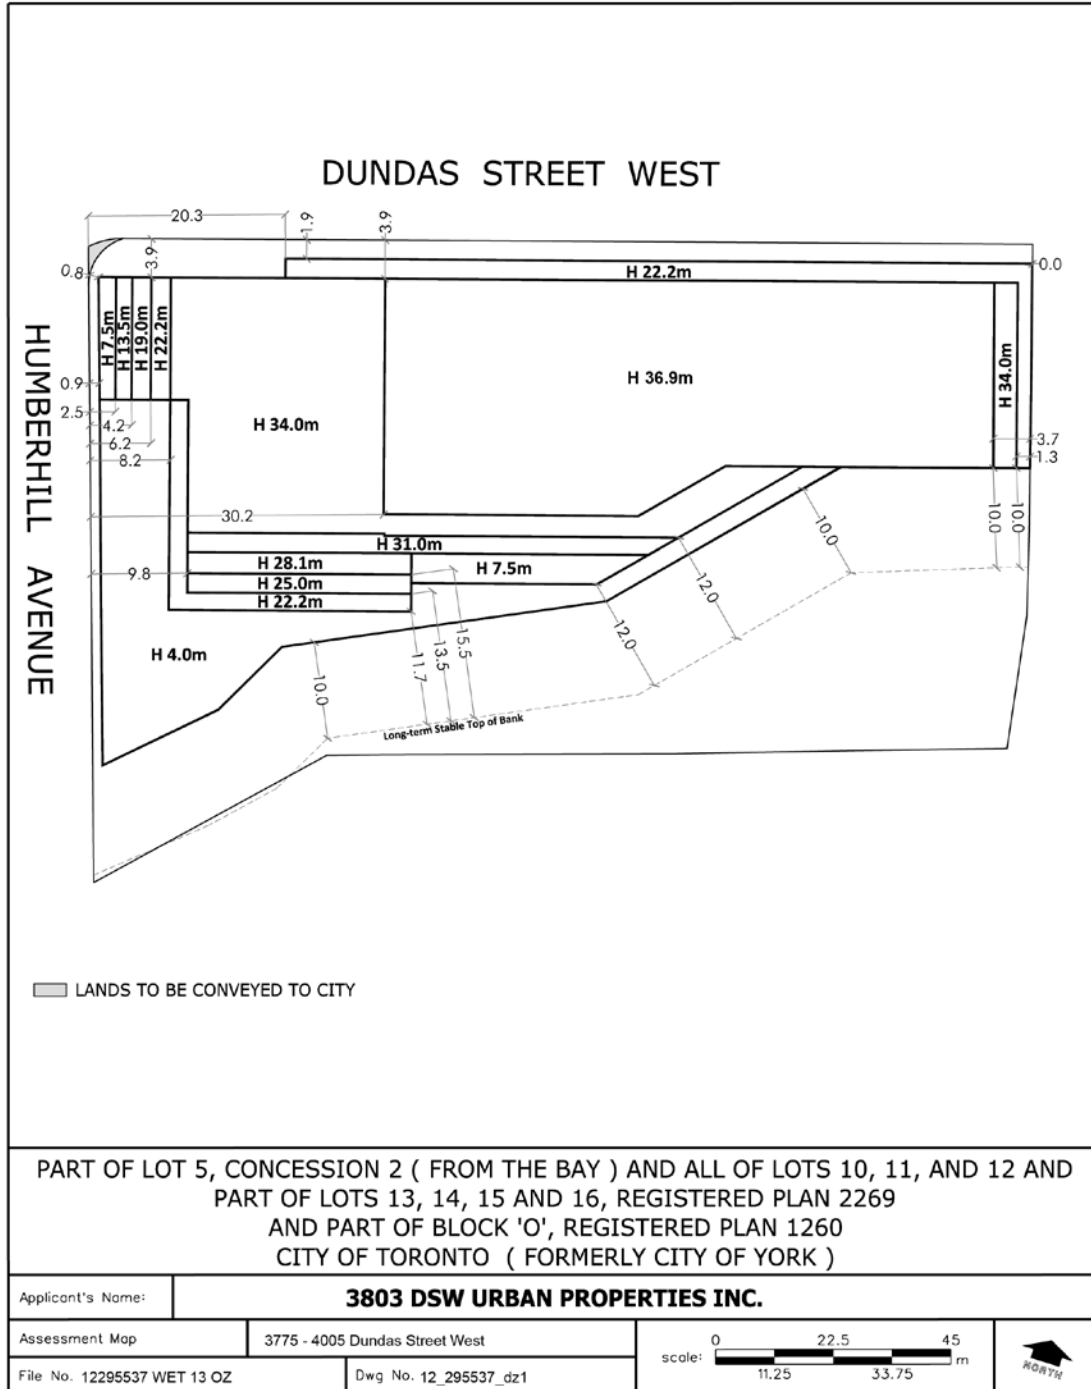 DUNDAS STREET WEST
20.3
1.9
3.9
3.9
0.8
0.0
H 22.2m
H 7.5m
H 13.5m
H 19.0m
H 22.2m
HUMBERHILL AVENUE
H 36.9m
H 34.0m
0.9
2.5
4.2
6.2
8.2
H 34.0m
3.7
1.3
30.2
10.0
10.0
10.0
H 31.0m
H 28.1m
H 7.5m
9.8
H 25.0m
H 22.2m
12.0
12.0
15.5
13.5
11.7
H 4.0m
10.0
Long-term Stable Top of Bank
LANDS TO BE CONVEYED TO CITY
PART OF LOT 5, CONCESSION 2 ( FROM THE BAY ) AND ALL OF LOTS 10, 11, AND 12 AND
PART OF LOTS 13, 14, 15 AND 16, REGISTERED PLAN 2269
AND PART OF BLOCK 'O', REGISTERED PLAN 1260
CITY OF TORONTO ( FORMERLY CITY OF YORK )
Applicant's Name:
3803 DSW URBAN PROPERTIES INC.
Assessment Map
3775 - 4005 Dundas Street West
File No. 12295537 WET 13 OZ
Dwg No. 12_295537_dz1
scale:
0 22.5 45
m
11.25 33.75
NORTH